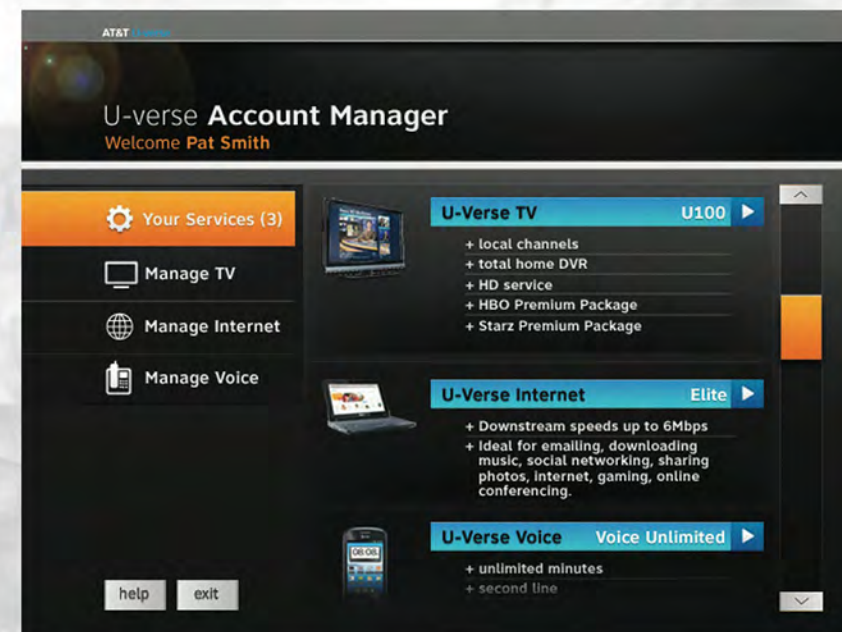 AT&T U-verse
U-verse Account Manager
Welcome Pat Smith
Your Services (3)
Manage TV
Manage Internet
Manage Voice
help exit
U-Verse TV U100
+ local channels
+ total home DVR
+ HD service
+ HBO Premium Package
+ Starz Premium Package
U-Verse Internet Elite
+ Downstream speeds up to 6Mbps
+ Ideal for emailing, downloading
music, social networking, sharing
photos, internet, gaming, online
conferencing.
08:08
U-Verse Voice Voice Unlimited
+ unlimited minutes
+ second line